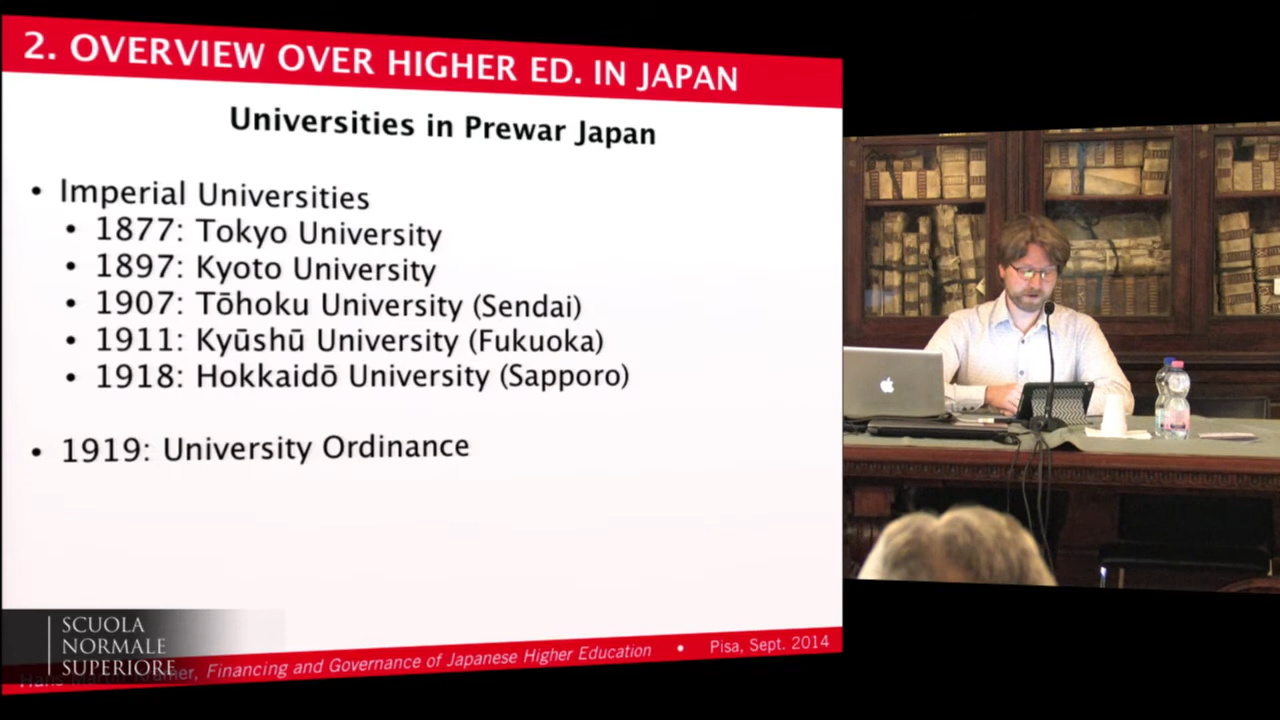 2. OVERVIEW OVER HIGHER ED. IN JAPAN
Universities in Prewar Japan
• Imperial Universities
• 1877: Tokyo University
• 1897: Kyoto University
• 1907: Tōhoku University (Sendai)
• 1911: Kyūshū University (Fukuoka)
• 1918: Hokkaidō University (Sapporo)
• 1919: University Ordinance
SCUOLA
NORMALE
SUPERIORE
Financing and Governance of Japanese Higher Education • Pisa, Sept. 2014